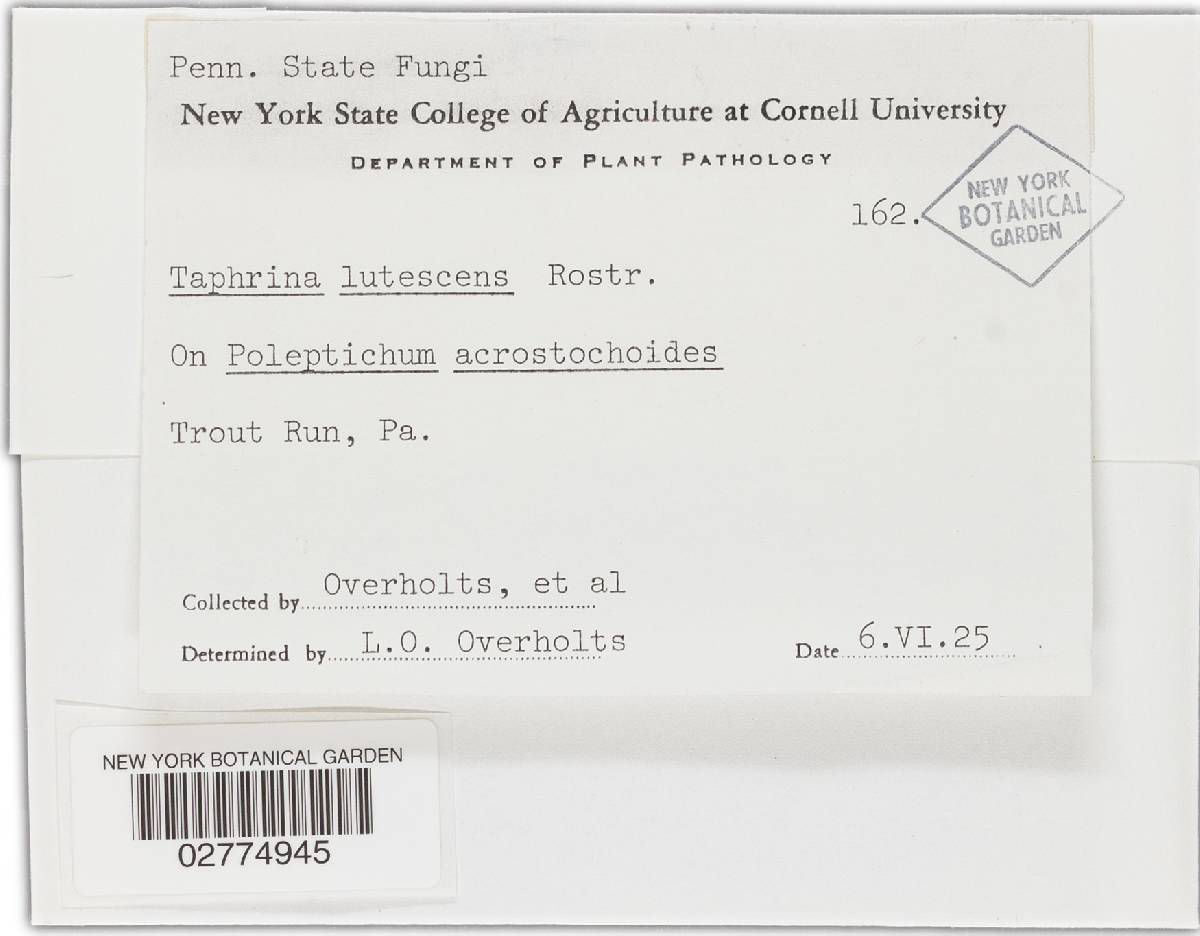 Penn. State Fungi
New York State College of Agriculture at Cornell University
DEPARTMENT OF PLANT PATHOLOGY
162.
NEW YORK
BOTANICAL
GARDEN
Taphrina lutescens Rostr.
On Poleptichum acrostochoides
Trout Run, Pa.
Collected by Overholts, et al
Determined by L.O. Overholts
Date 6.VI.25
NEW YORK BOTANICAL GARDEN
02774945